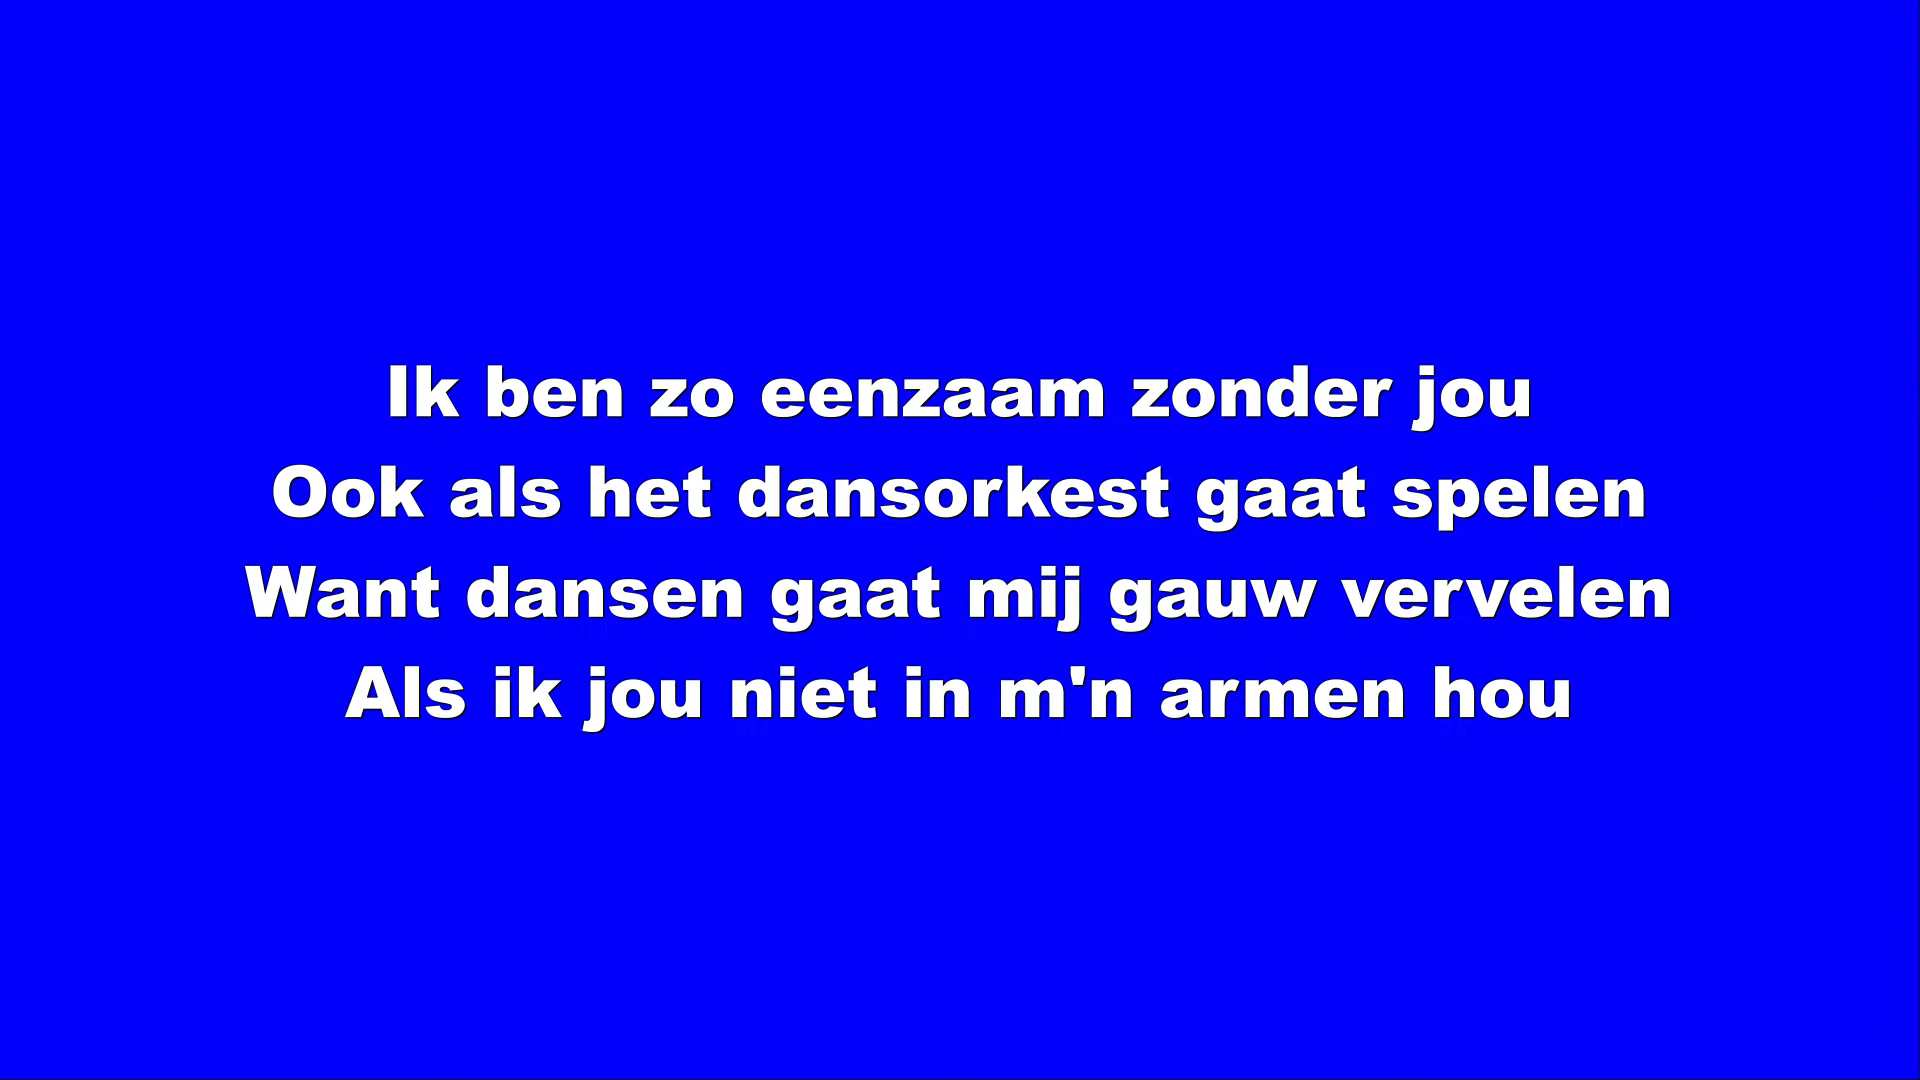 Ik ben zo eenzaam zonder jou
Ook als het dansorkest gaat spelen
Want dansen gaat mij gauw vervelen
Als ik jou niet in m'n armen hou